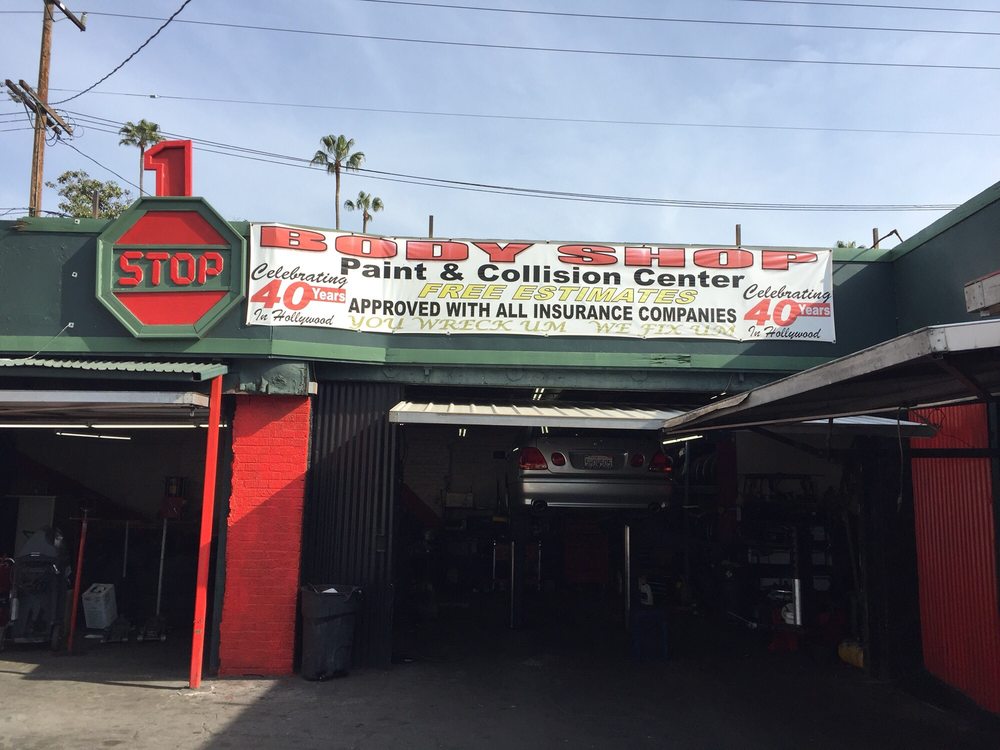 1
STOP
BODY SHOP
Paint & Collision Center
FREE ESTIMATES
APPROVED WITH ALL INSURANCE COMPANIES
YOU WRECK UM WE FIX UM
Celebrating
40 Years
In Hollywood
Celebrating
40 Years
In Hollywood